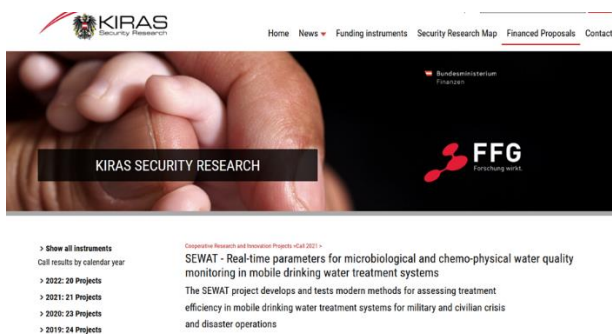 KIRAS
Security Research
Home News Funding instruments Security Research Map Financed Proposals Contact
Bundesministerium
Finanzen
FFG
Forschung wirkt.
KIRAS SECURITY RESEARCH
> Show all instruments
Call results by calendar year
> 2022: 20 Projects
> 2021: 21 Projects
> 2020: 23 Projects
> 2019: 24 Projects
Cooperative Research and Innovation Projects >Call 2021 >
SEWAT - Real-time parameters for microbiological and chemo-physical water quality
monitoring in mobile drinking water treatment systems
The SEWAT project develops and tests modern methods for assessing treatment
efficiency in mobile drinking water treatment systems for military and civilian crisis
and disaster operations